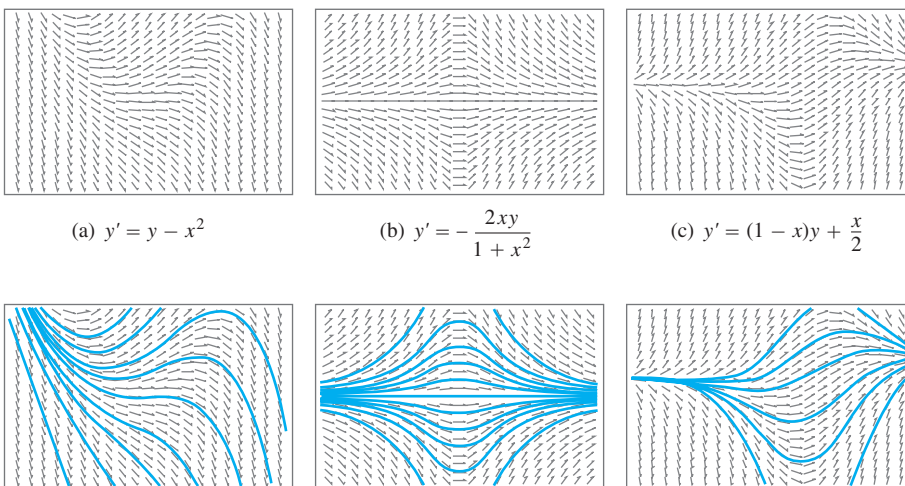 (a) y′ = y − x²
(b) y′ = − 2xy / (1 + x²)
(c) y′ = (1 − x)y + x/2